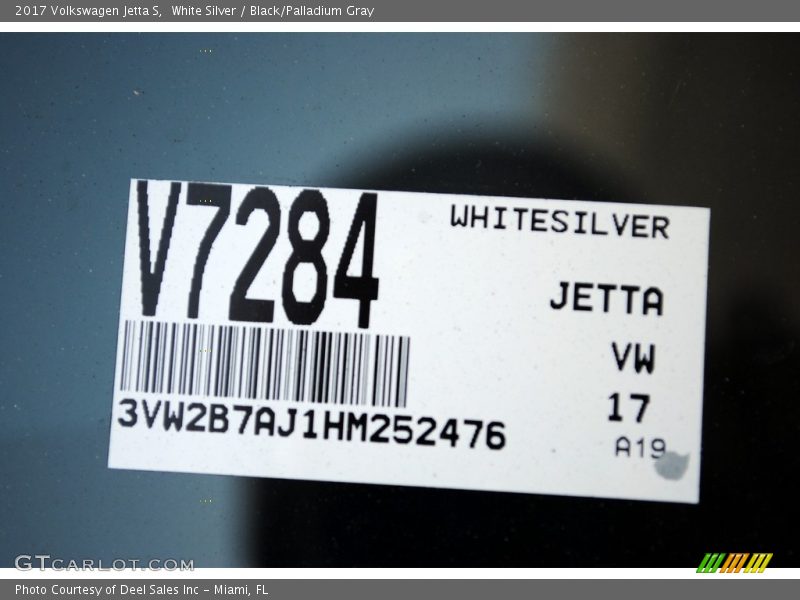 2017 Volkswagen Jetta S,  White Silver / Black/Palladium Gray
V7284
WHITESILVER
JETTA
VW
17
A19
3VW2B7AJ1HM252476
GTCARLOT.COM
Photo Courtesy of Deel Sales Inc - Miami, FL